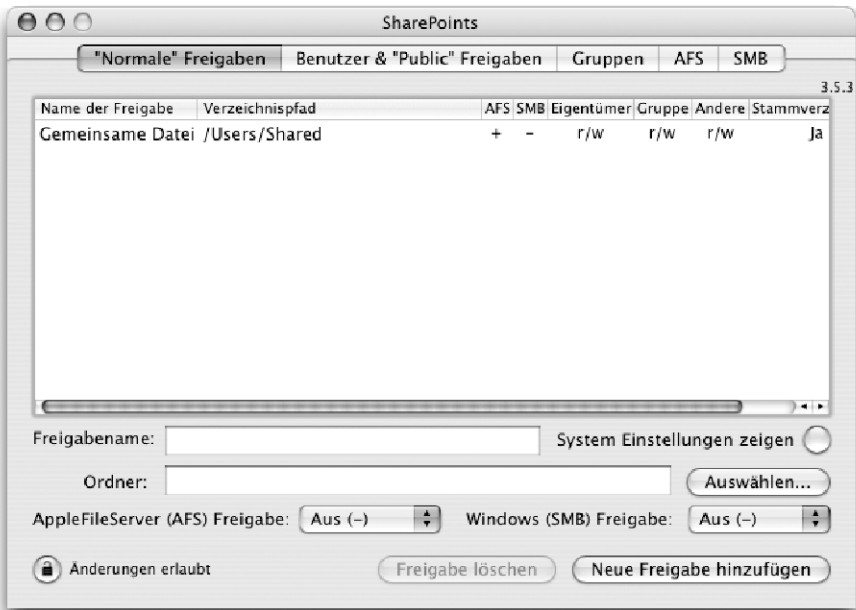 SharePoints
"Normale" Freigaben Benutzer & "Public" Freigaben Gruppen AFS SMB
3.5.3
Name der Freigabe Verzeichnispfad AFS SMB Eigentümer Gruppe Andere Stammverz
Gemeinsame Datei /Users/Shared + – r/w r/w r/w Ja
Freigabename: System Einstellungen zeigen
Ordner: Auswählen...
AppleFileServer (AFS) Freigabe: Aus (–) Windows (SMB) Freigabe: Aus (–)
Änderungen erlaubt Freigabe löschen Neue Freigabe hinzufügen